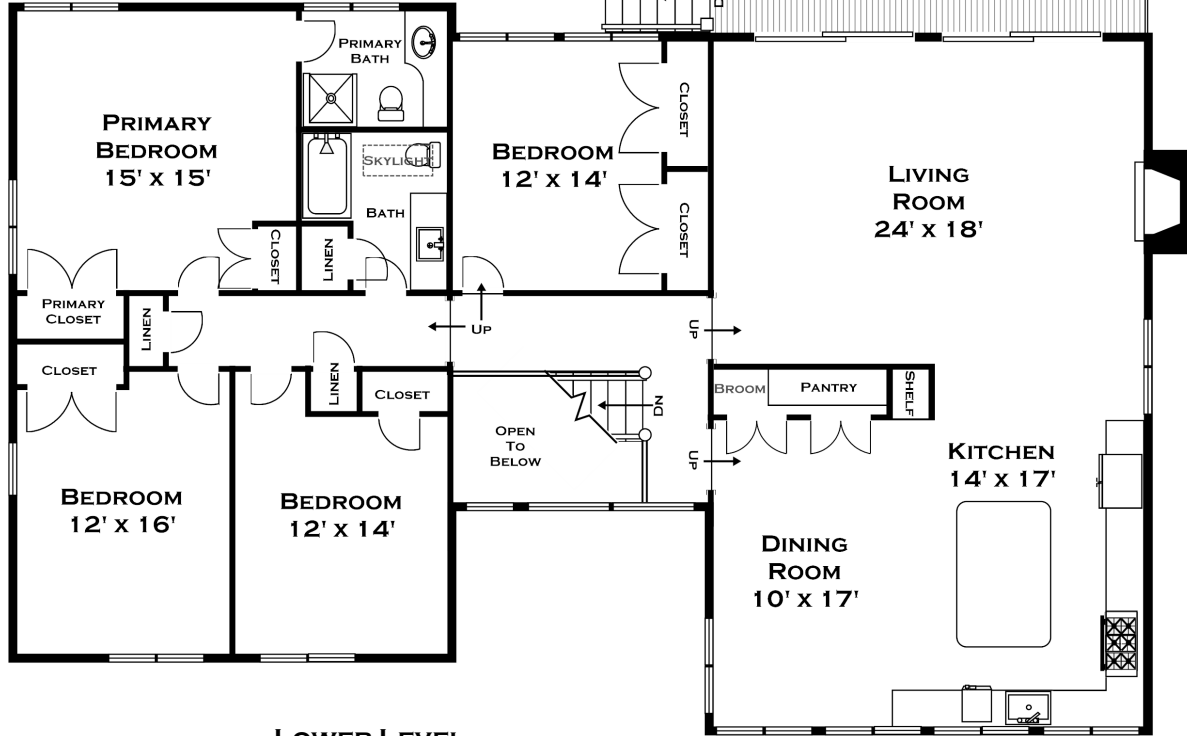 PRIMARY
BATH
PRIMARY
BEDROOM
15' X 15'
CLOSET
BEDROOM
12' X 14'
SKYLIGHT
LIVING
ROOM
24' X 18'
BATH
CLOSET
CLOSET
LINEN
PRIMARY
CLOSET
LINEN
UP
UP
CLOSET
LINEN
CLOSET
BROOM
PANTRY
SHELF
DN
OPEN
TO
BELOW
UP
KITCHEN
14' X 17'
BEDROOM
12' X 16'
BEDROOM
12' X 14'
DINING
ROOM
10' X 17'
LOWER LEVEL